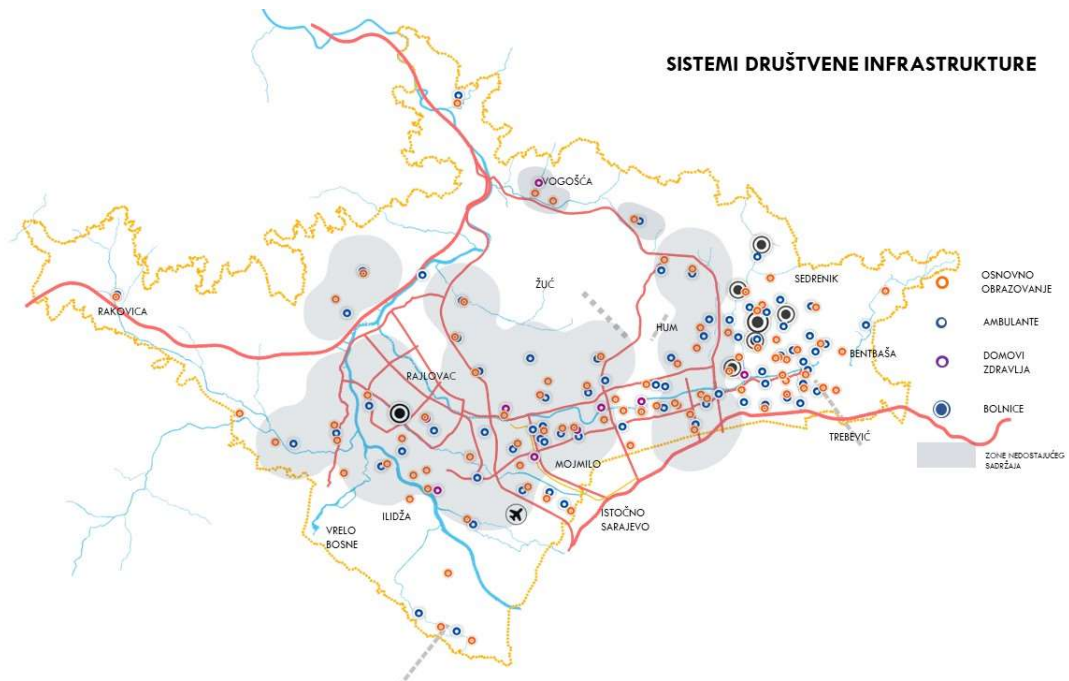 SISTEMI DRUŠTVENE INFRASTRUKTURE
VOGOŠĆA
SEDRENIK
OSNOVNO
OBRAZOVANJE
ŽUČ
RAKOVICA
HUM
AMBULANTE
BENTBAŠA
DOMOVI
ZDRAVLJA
RAJLOVAC
BOLNICE
TREBEVIĆ
ZONE NEDOSTAJUĆEG
SADRŽAJA
MOJMILO
ILIDŽA
ISTOČNO
SARAJEVO
VRELO
BOSNE